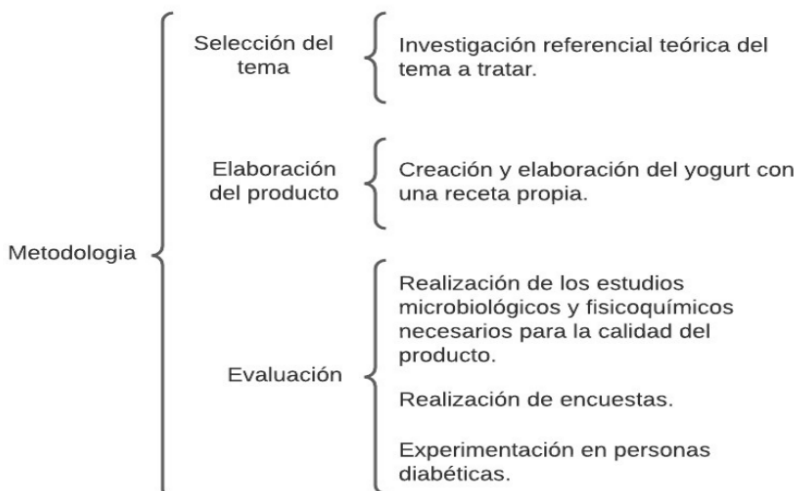 Selección del
tema
Investigación referencial teórica del
tema a tratar.
Elaboración
del producto
Creación y elaboración del yogurt con
una receta propia.
Metodologia
Evaluación
Realización de los estudios
microbiológicos y fisicoquímicos
necesarios para la calidad del
producto.
Realización de encuestas.
Experimentación en personas
diabéticas.